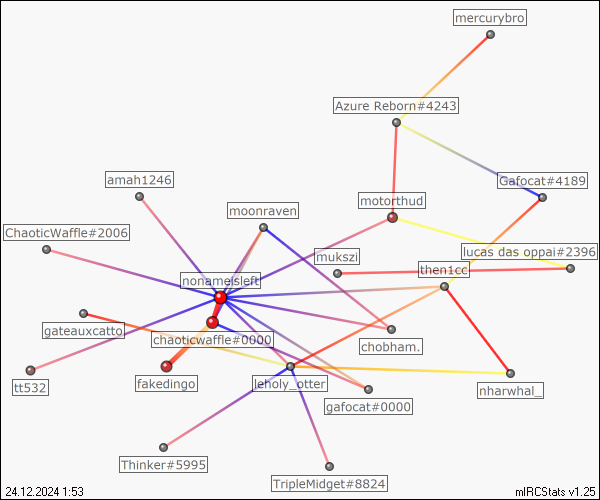 mercurybro
Azure Reborn#4243
amah1246
Gafocat#4189
motorthud
moonraven
ChaoticWaffle#2006
mukszi
lucas das oppai#2396
then1cc
nonameisleft
gateauxcatto
chaoticwaffle#0000
chobham.
tt532
fakedingo
leholy_otter
nharwhal_
gafocat#0000
Thinker#5995
TripleMidget#8824
24.12.2024 1:53
mIRCStats v1.25